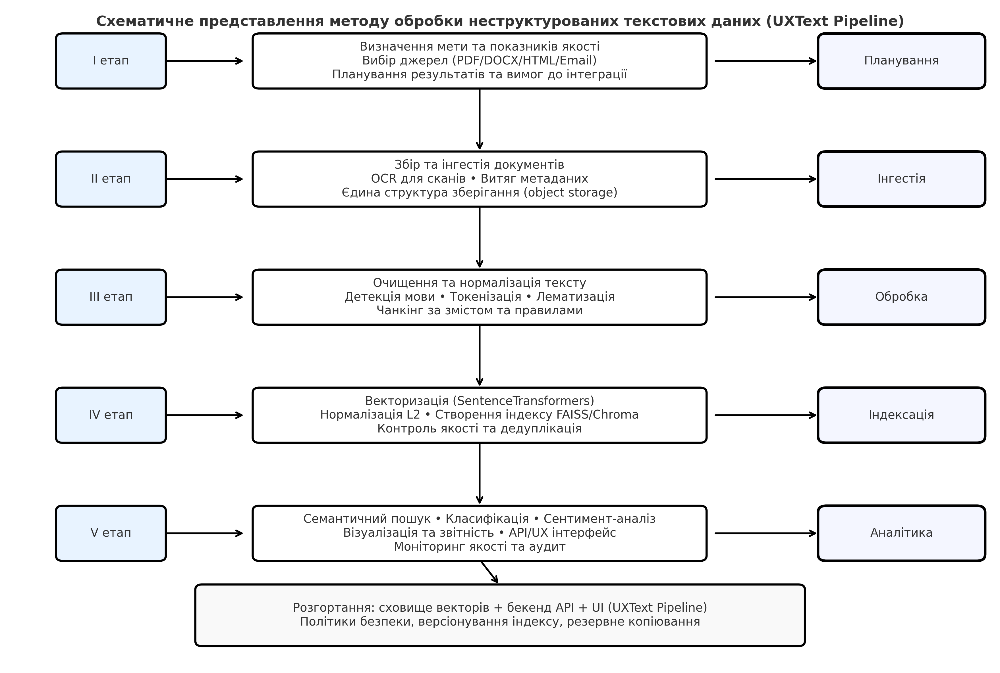 Схематичне представлення методу обробки неструктурованих текстових даних (UXText Pipeline)
I етап
Визначення мети та показників якості
Вибір джерел (PDF/DOCX/HTML/Email)
Планування результатів та вимог до інтеграції
Планування
II етап
Збір та інгестія документів
OCR для сканів • Витяг метаданих
Єдина структура зберігання (object storage)
Інгестія
III етап
Очищення та нормалізація тексту
Детекція мови • Токенізація • Лематизація
Чанкінг за змістом та правилами
Обробка
IV етап
Векторизація (SentenceTransformers)
Нормалізація L2 • Створення індексу FAISS/Chroma
Контроль якості та дедуплікація
Індексація
V етап
Семантичний пошук • Класифікація • Сентимент-аналіз
Візуалізація та звітність • API/UX інтерфейс
Моніторинг якості та аудит
Аналітика
Розгортання: сховище векторів + бекенд API + UI (UXText Pipeline)
Політики безпеки, версіонування індексу, резервне копіювання